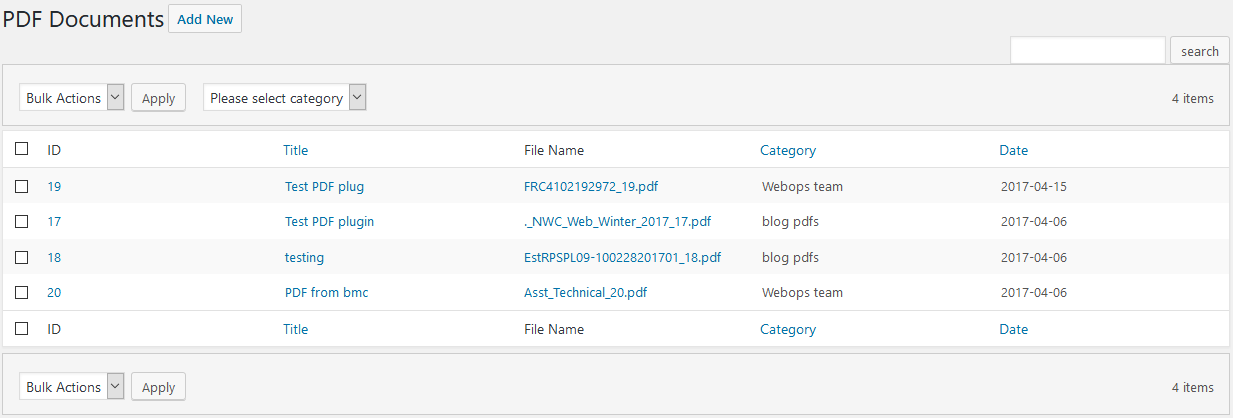 PDF Documents Add New
search
Bulk Actions Apply Please select category 4 items
ID Title File Name Category Date
19 Test PDF plug FRC4102192972_19.pdf Webops team 2017-04-15
17 Test PDF plugin ._NWC_Web_Winter_2017_17.pdf blog pdfs 2017-04-06
18 testing EstRPSPL09-100228201701_18.pdf blog pdfs 2017-04-06
20 PDF from bmc Asst_Technical_20.pdf Webops team 2017-04-06
ID Title File Name Category Date
Bulk Actions Apply 4 items